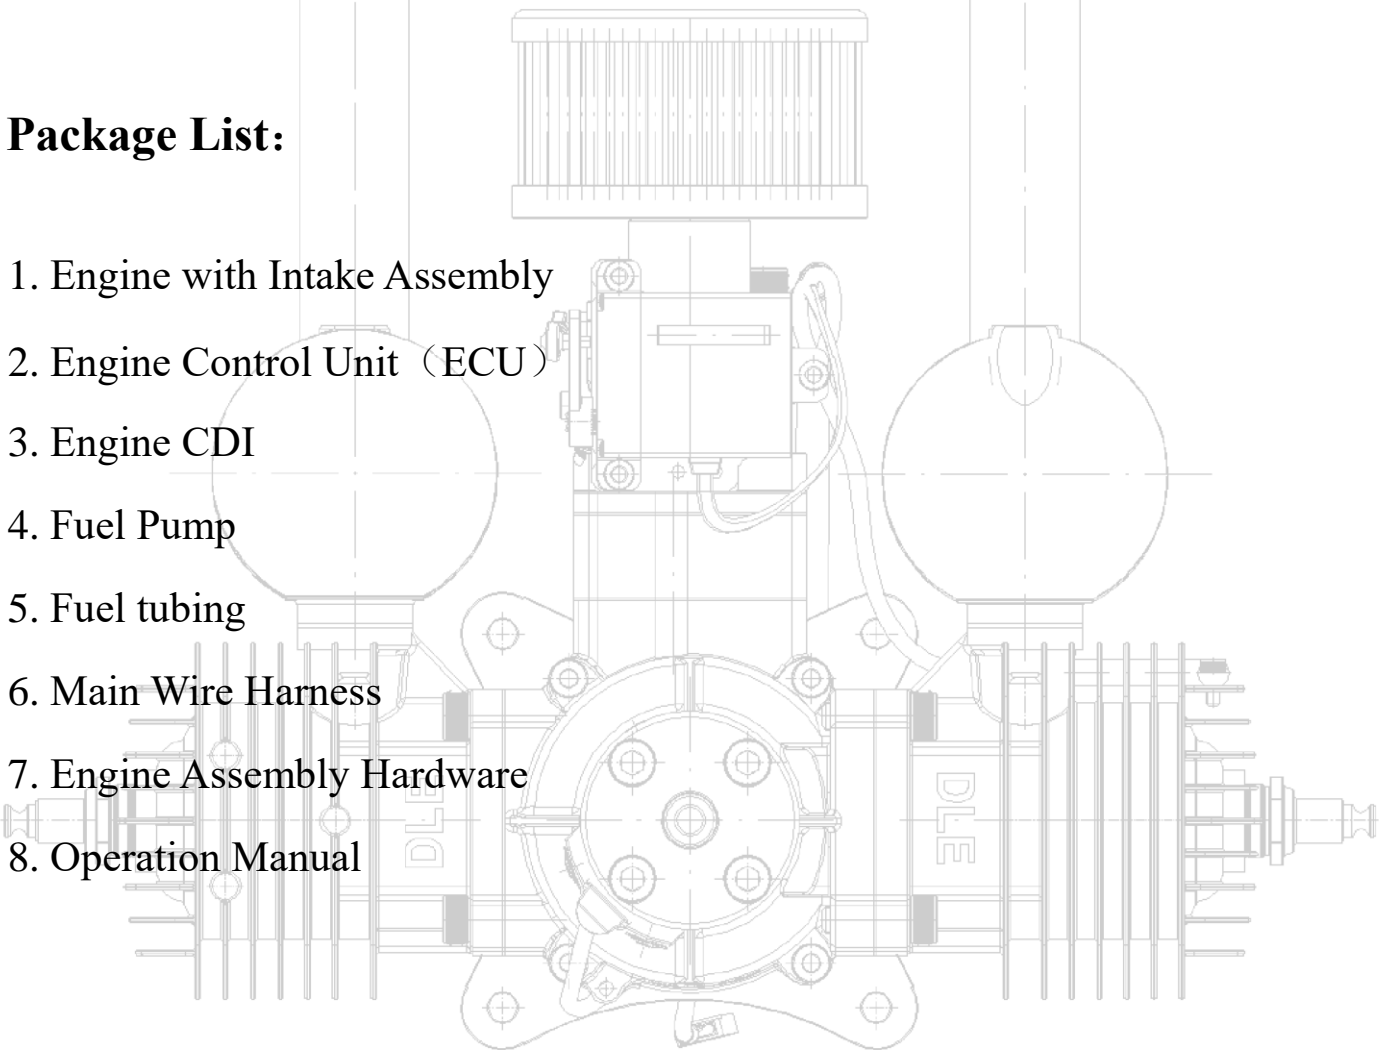 Package List：
1. Engine with Intake Assembly
2. Engine Control Unit（ECU）
3. Engine CDI
4. Fuel Pump
5. Fuel tubing
6. Main Wire Harness
7. Engine Assembly Hardware
8. Operation Manual
DLE
DLE